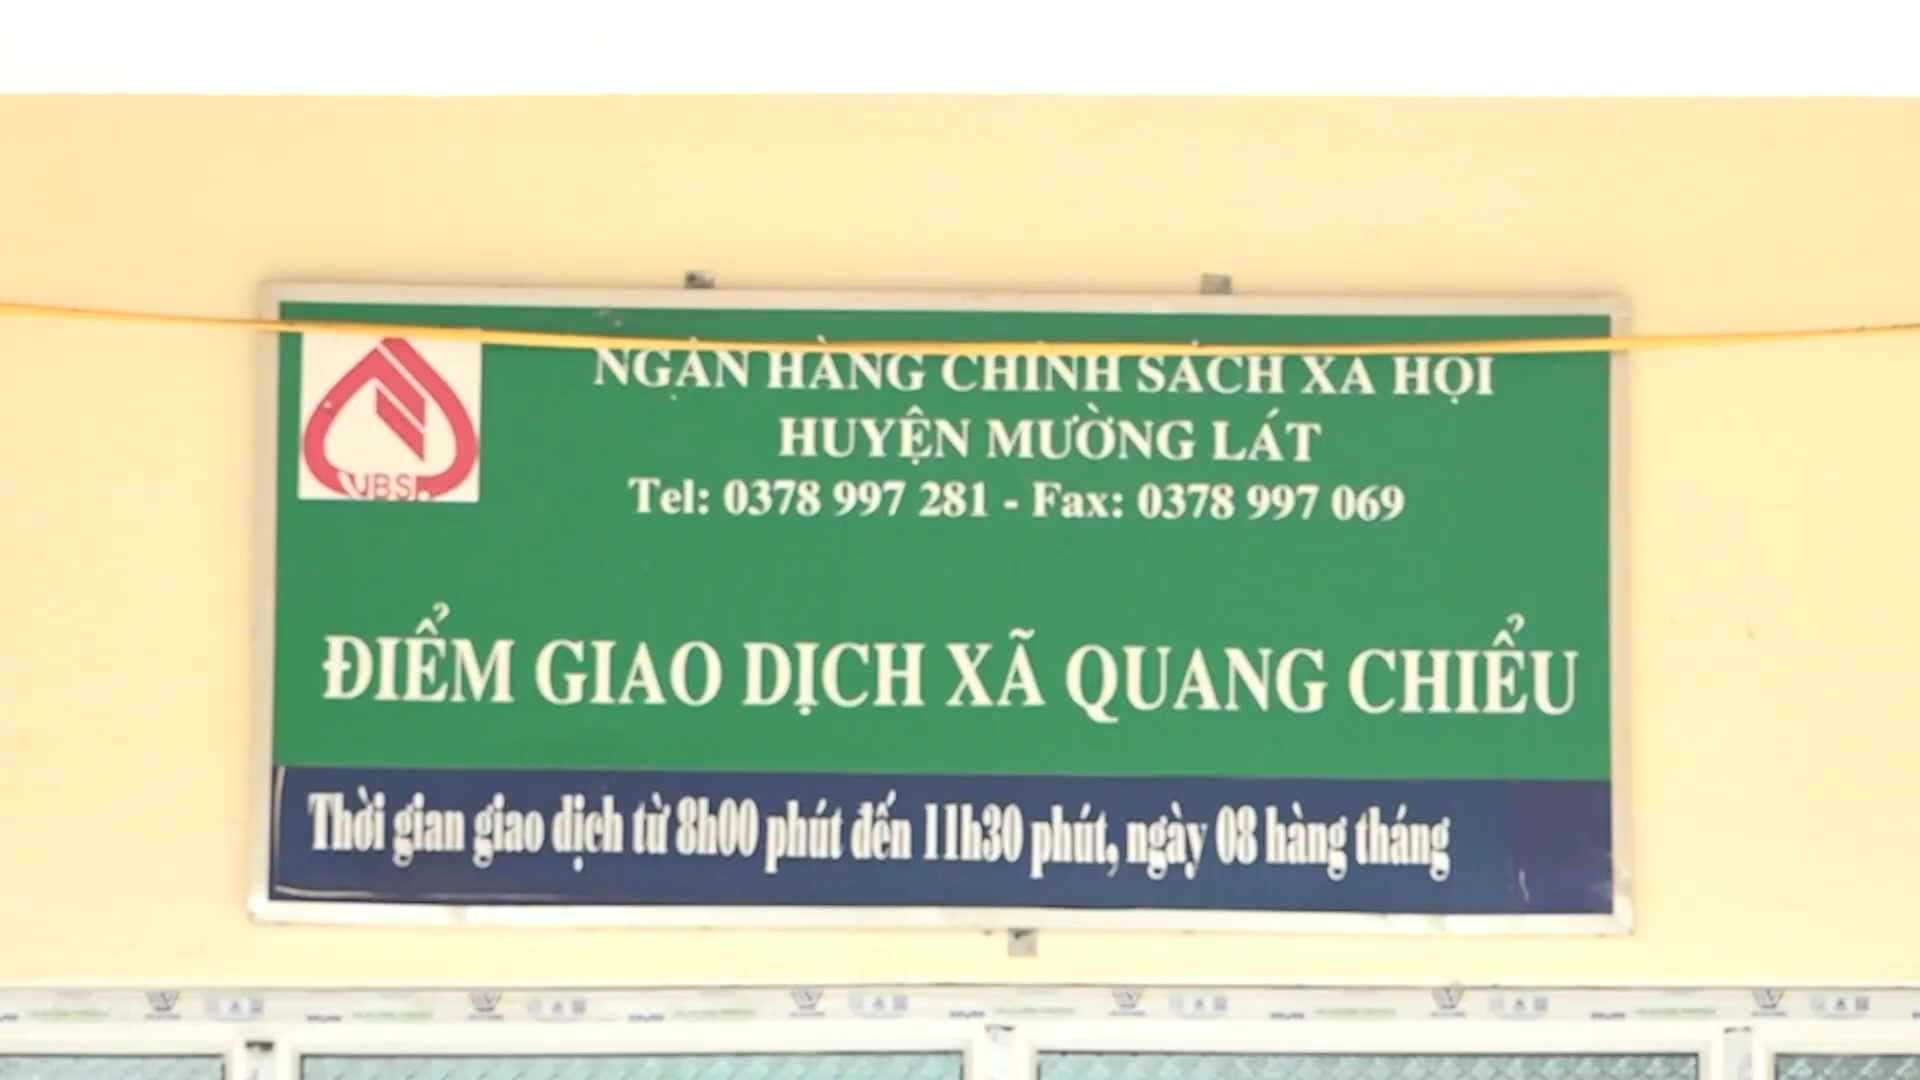 NGÂN HÀNG CHÍNH SÁCH XÃ HỘI
HUYỆN MƯỜNG LÁT
Tel: 0378 997 281 - Fax: 0378 997 069
ĐIỂM GIAO DỊCH XÃ QUANG CHIỂU
Thời gian giao dịch từ 8h00 phút đến 11h30 phút, ngày 08 hàng tháng